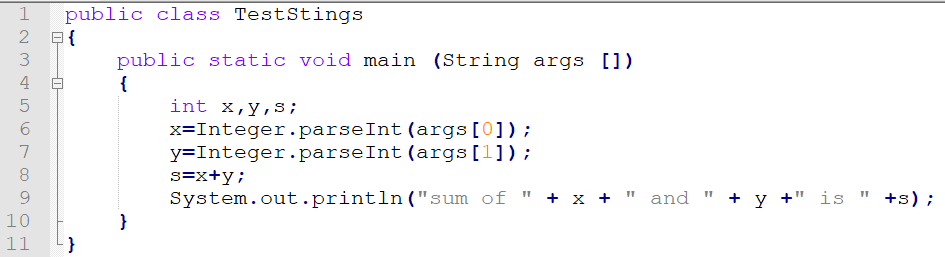 1 public class TestStings
2 {
3 public static void main (String args [])
4 {
5 int x,y,s;
6 x=Integer.parseInt(args[0]);
7 y=Integer.parseInt(args[1]);
8 s=x+y;
9 System.out.println("sum of " + x + " and " + y +" is " +s);
10 }
11 }